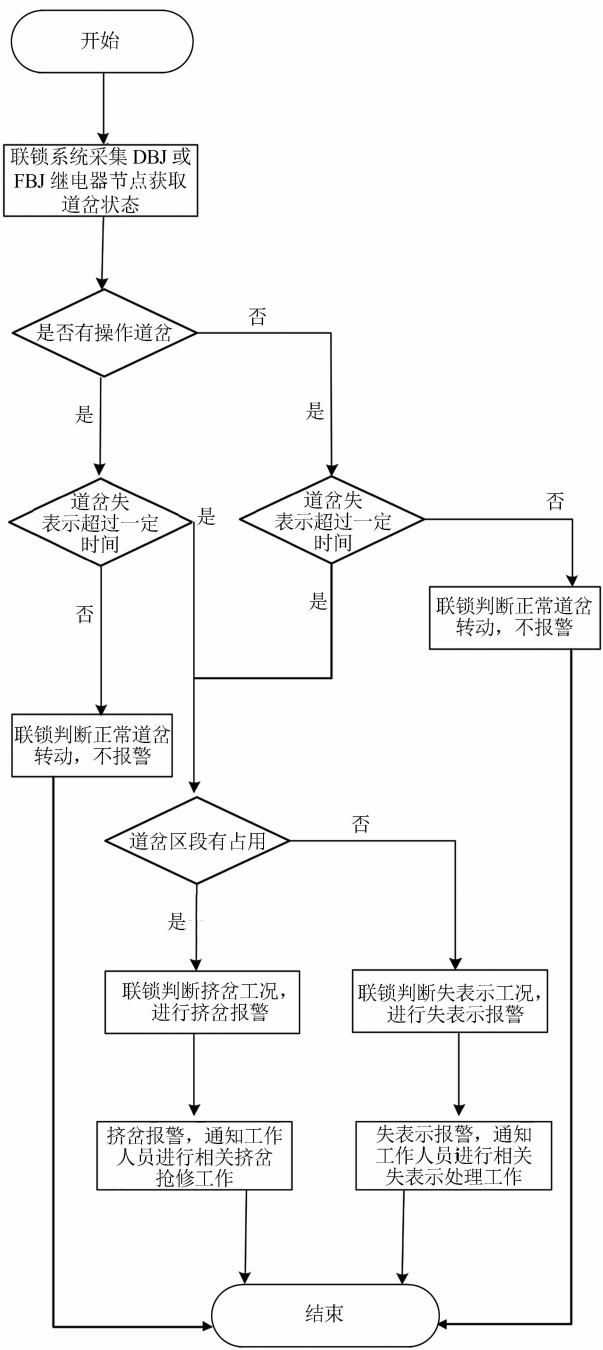 开始
联锁系统采集 DBJ 或
FBJ 继电器节点获取
道岔状态
是否有操作道岔
否
是
是
道岔失
表示超过一定
时间
是
道岔失
表示超过一定
时间
否
否
是
联锁判断正常道岔
转动，不报警
联锁判断正常道岔
转动，不报警
道岔区段有占用
否
是
联锁判断挤岔工况，
进行挤岔报警
联锁判断失表示工况，
进行失表示报警
挤岔报警，通知工作
人员进行相关挤岔
抢修工作
失表示报警，通知
工作人员进行相关
失表示处理工作
结束